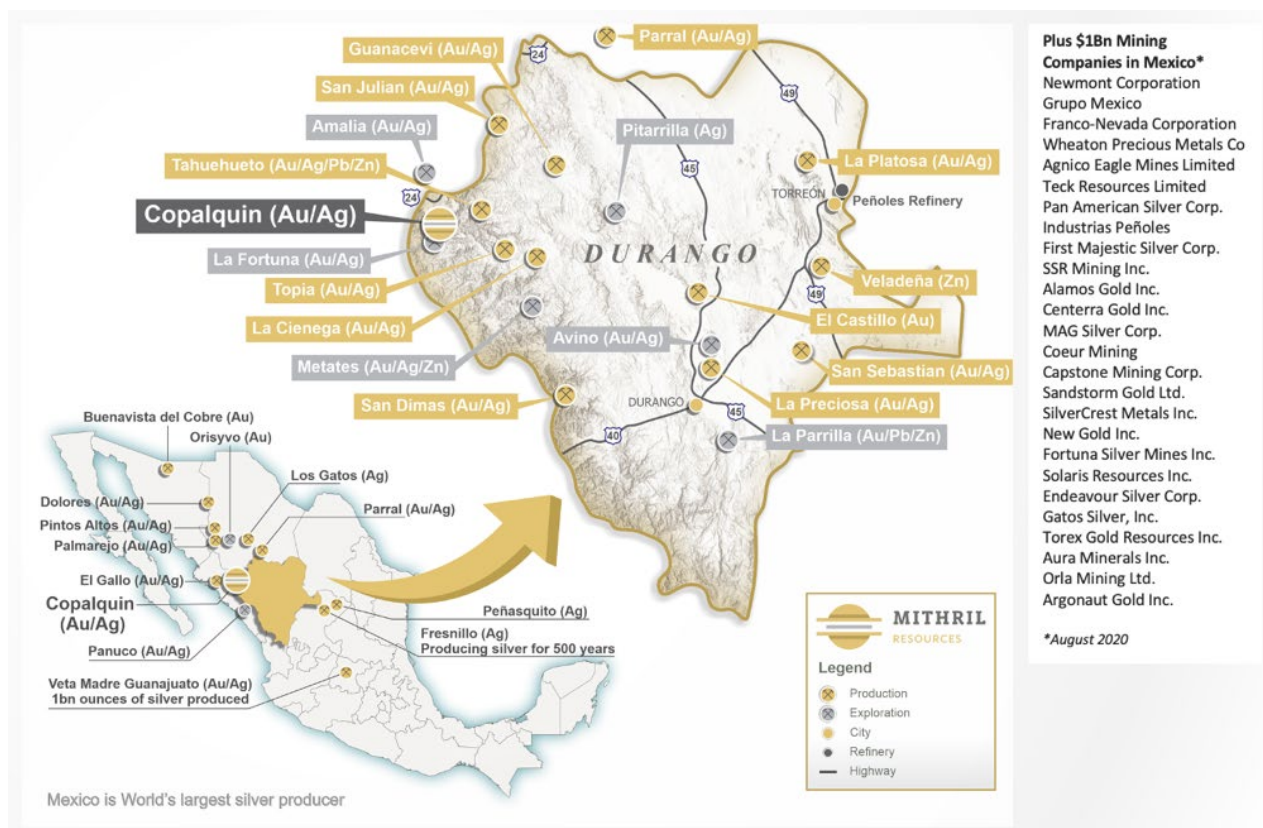 Parral (Au/Ag)
Guanacevi (Au/Ag)
24
49
San Julian (Au/Ag)
Amalia (Au/Ag)
Pitarrilla (Ag)
Tahuehueto (Au/Ag/Pb/Zn)
45
La Platosa (Au/Ag)
24
TORREÓN
Peñoles Refinery
Copalquin (Au/Ag)
DURANGO
La Fortuna (Au/Ag)
Topia (Au/Ag)
Veladeña (Zn)
49
La Cienega (Au/Ag)
El Castillo (Au)
Avino (Au/Ag)
Metates (Au/Ag/Zn)
San Sebastian (Au/Ag)
San Dimas (Au/Ag)
DURANGO
45
La Preciosa (Au/Ag)
40
La Parrilla (Au/Pb/Zn)
Buenavista del Cobre (Au)
Orisyvo (Au)
Los Gatos (Ag)
Dolores (Au/Ag)
Parral (Au/Ag)
Pintos Altos (Au/Ag)
Palmarejo (Au/Ag)
El Gallo (Au/Ag)
Copalquin
(Au/Ag)
Peñasquito (Ag)
Fresnillo (Ag)
Producing silver for 500 years
Panuco (Au/Ag)
Veta Madre Guanajuato (Au/Ag)
1bn ounces of silver produced
Mexico is World's largest silver producer
MITHRIL
RESOURCES
Legend
Production
Exploration
City
Refinery
Highway
Plus $1Bn Mining
Companies in Mexico*
Newmont Corporation
Grupo Mexico
Franco-Nevada Corporation
Wheaton Precious Metals Co
Agnico Eagle Mines Limited
Teck Resources Limited
Pan American Silver Corp.
Industrias Peñoles
First Majestic Silver Corp.
SSR Mining Inc.
Alamos Gold Inc.
Centerra Gold Inc.
MAG Silver Corp.
Coeur Mining
Capstone Mining Corp.
Sandstorm Gold Ltd.
SilverCrest Metals Inc.
New Gold Inc.
Fortuna Silver Mines Inc.
Solaris Resources Inc.
Endeavour Silver Corp.
Gatos Silver, Inc.
Torex Gold Resources Inc.
Aura Minerals Inc.
Orla Mining Ltd.
Argonaut Gold Inc.
*August 2020